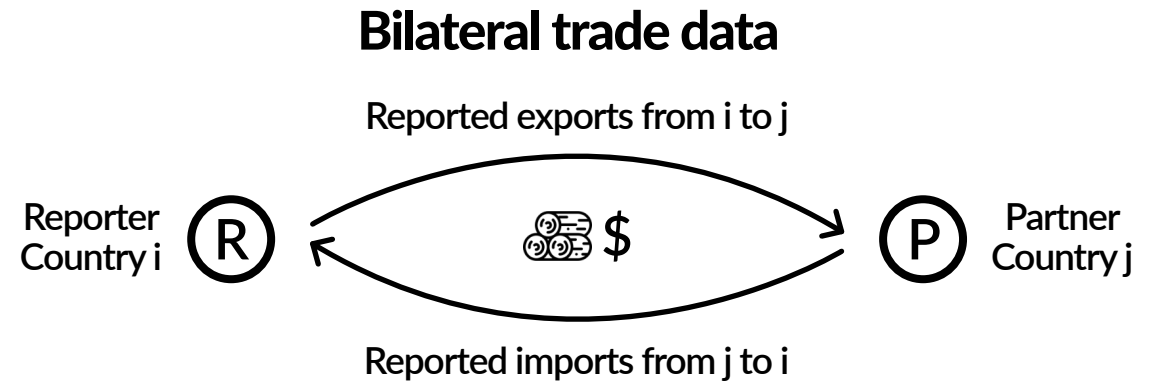 Bilateral trade data
Reported exports from i to j
Reporter
Country i
R
$
P
Partner
Country j
Reported imports from j to i